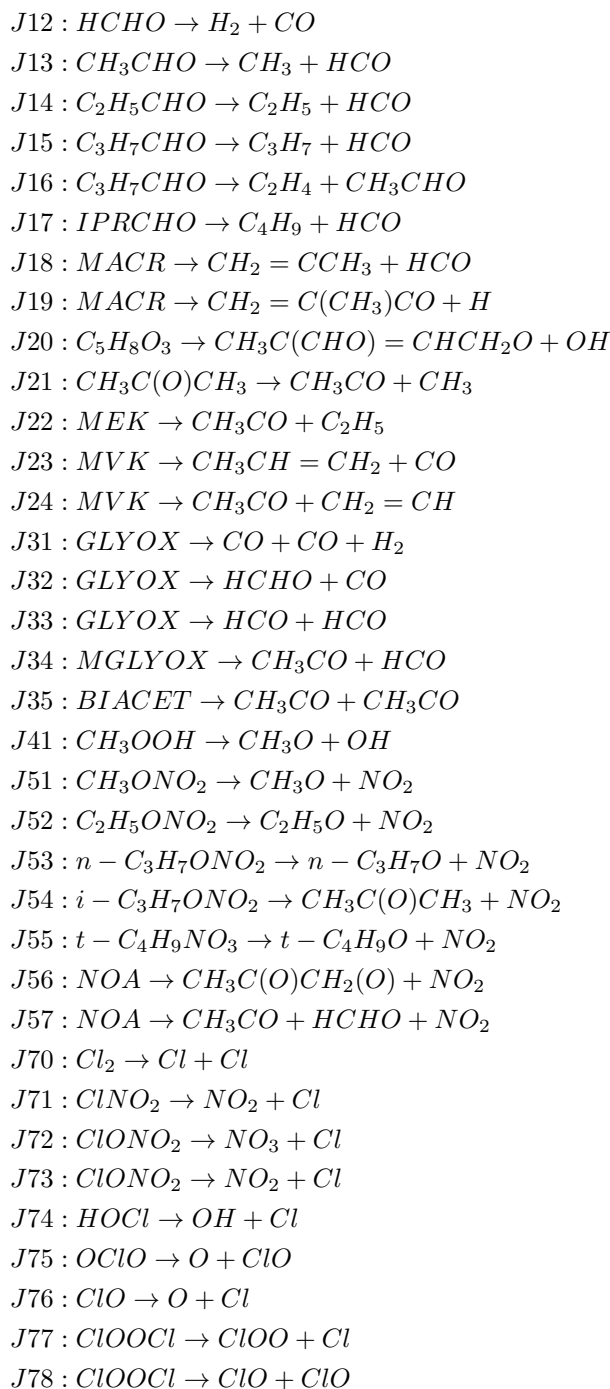 J12 : HCHO → H₂ + CO
J13 : CH₃CHO → CH₃ + HCO
J14 : C₂H₅CHO → C₂H₅ + HCO
J15 : C₃H₇CHO → C₃H₇ + HCO
J16 : C₃H₇CHO → C₂H₄ + CH₃CHO
J17 : IPRCHO → C₄H₉ + HCO
J18 : MACR → CH₂ = CCH₃ + HCO
J19 : MACR → CH₂ = C(CH₃)CO + H
J20 : C₅H₈O₃ → CH₃C(CHO) = CHCH₂O + OH
J21 : CH₃C(O)CH₃ → CH₃CO + CH₃
J22 : MEK → CH₃CO + C₂H₅
J23 : MVK → CH₃CH = CH₂ + CO
J24 : MVK → CH₃CO + CH₂ = CH
J31 : GLYOX → CO + CO + H₂
J32 : GLYOX → HCHO + CO
J33 : GLYOX → HCO + HCO
J34 : MGLYOX → CH₃CO + HCO
J35 : BIACET → CH₃CO + CH₃CO
J41 : CH₃OOH → CH₃O + OH
J51 : CH₃ONO₂ → CH₃O + NO₂
J52 : C₂H₅ONO₂ → C₂H₅O + NO₂
J53 : n − C₃H₇ONO₂ → n − C₃H₇O + NO₂
J54 : i − C₃H₇ONO₂ → CH₃C(O)CH₃ + NO₂
J55 : t − C₄H₉NO₃ → t − C₄H₉O + NO₂
J56 : NOA → CH₃C(O)CH₂(O) + NO₂
J57 : NOA → CH₃CO + HCHO + NO₂
J70 : Cl₂ → Cl + Cl
J71 : ClNO₂ → NO₂ + Cl
J72 : ClONO₂ → NO₃ + Cl
J73 : ClONO₂ → NO₂ + Cl
J74 : HOCl → OH + Cl
J75 : OClO → O + ClO
J76 : ClO → O + Cl
J77 : ClOOCl → ClOO + Cl
J78 : ClOOCl → ClO + ClO